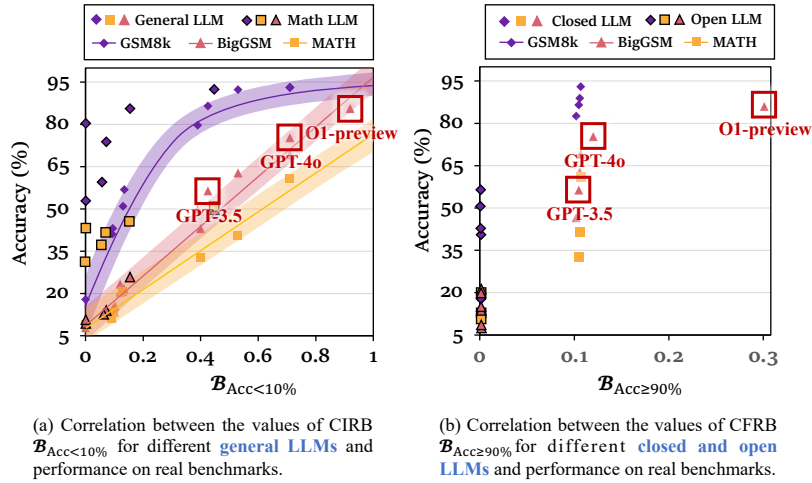 General LLM Math LLM
GSM8k BigGSM MATH
95
80
65
50
35
20
5
Accuracy (%)
O1-preview
GPT-4o
GPT-3.5
0 0.2 0.4 0.6 0.8 1
𝓑Acc<10%
(a) Correlation between the values of CIRB
𝓑Acc<10% for different general LLMs and
performance on real benchmarks.
Closed LLM Open LLM
GSM8k BigGSM MATH
95
80
65
50
35
20
5
Accuracy (%)
O1-preview
GPT-4o
GPT-3.5
0 0.1 0.2 0.3
𝓑Acc≥90%
(b) Correlation between the values of CFRB
𝓑Acc≥90% for different closed and open
LLMs and performance on real benchmarks.